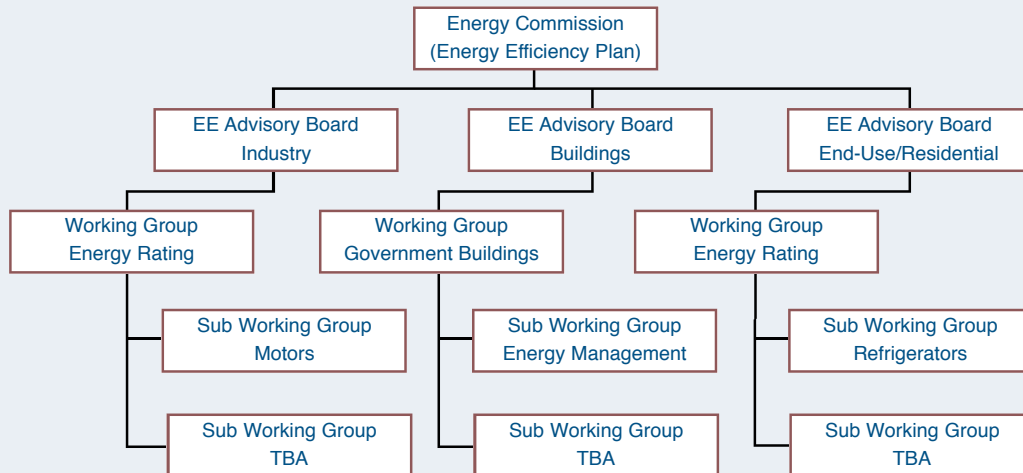 Energy Commission
(Energy Efficiency Plan)
EE Advisory Board
Industry
EE Advisory Board
Buildings
EE Advisory Board
End-Use/Residential
Working Group
Energy Rating
Working Group
Government Buildings
Working Group
Energy Rating
Sub Working Group
Motors
Sub Working Group
Energy Management
Sub Working Group
Refrigerators
Sub Working Group
TBA
Sub Working Group
TBA
Sub Working Group
TBA